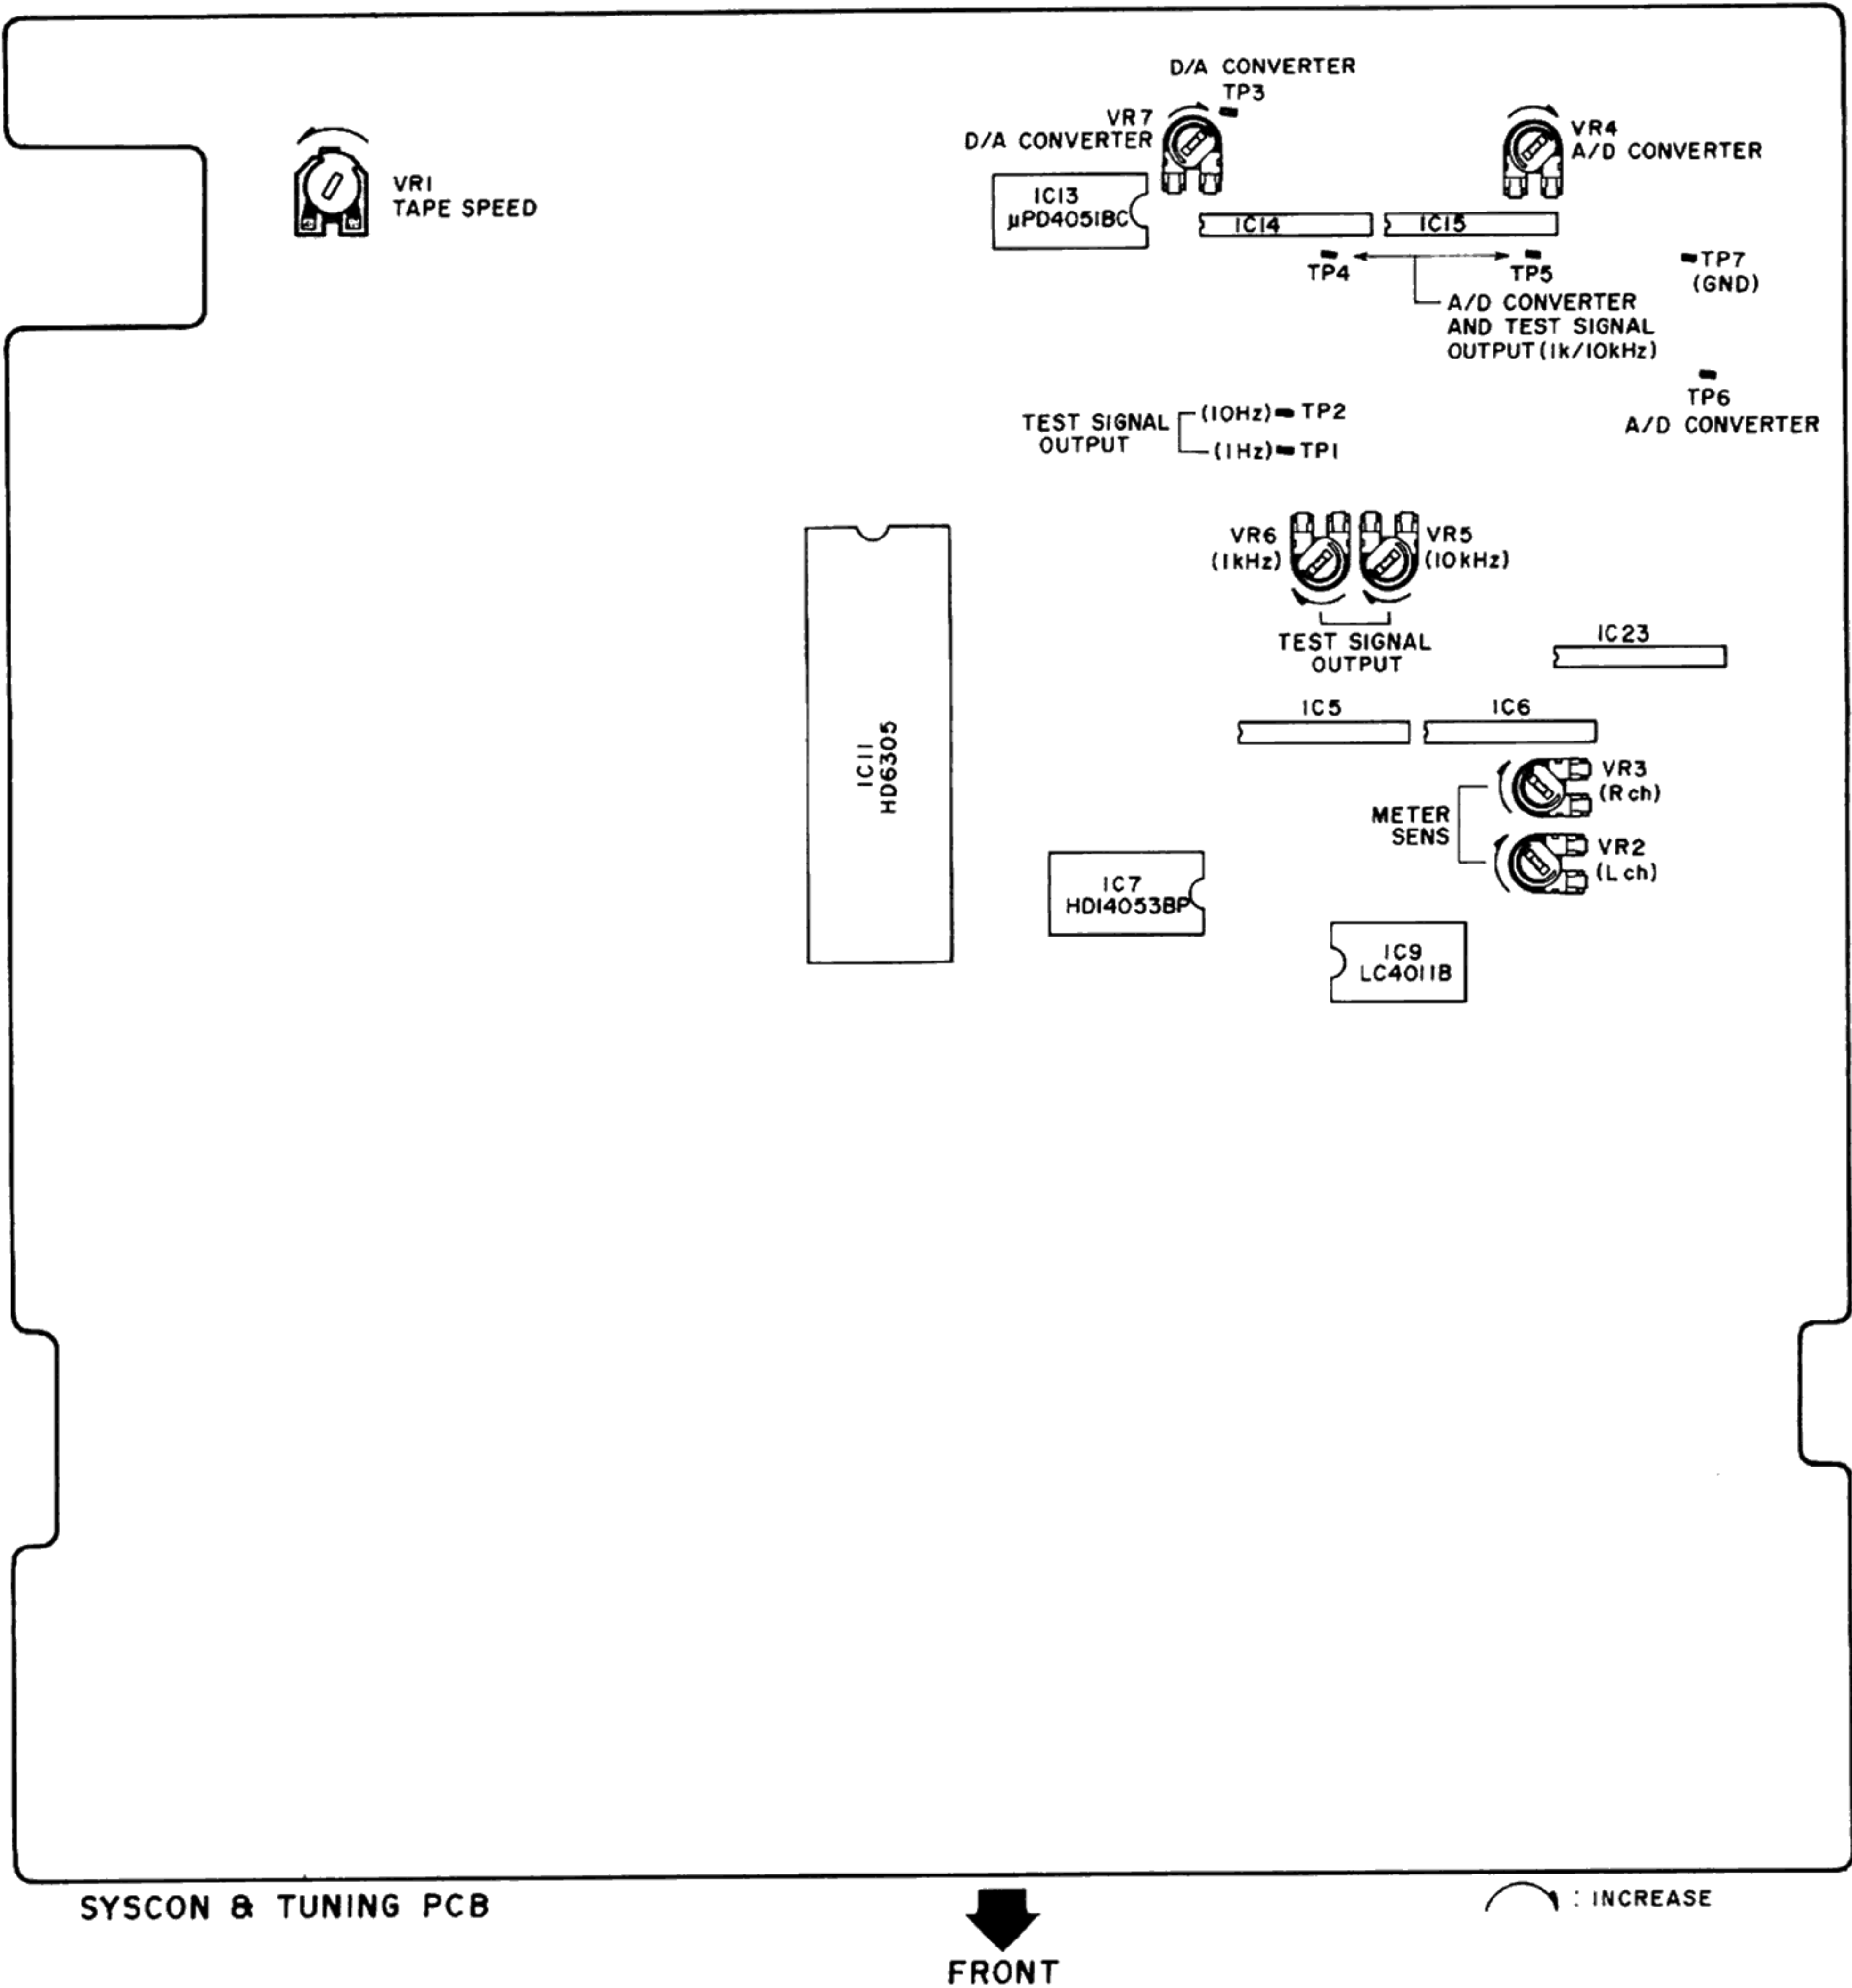 D/A CONVERTER
TP3
VR7
D/A CONVERTER
VR4
A/D CONVERTER
VR1
TAPE SPEED
IC13
μPD4051BC
IC14
IC15
TP4
TP5
TP7
(GND)
A/D CONVERTER
AND TEST SIGNAL
OUTPUT (1k/10kHz)
TP6
A/D CONVERTER
TEST SIGNAL
OUTPUT
(10Hz) TP2
(1Hz) TP1
VR6
(1kHz)
VR5
(10kHz)
TEST SIGNAL
OUTPUT
IC23
IC5
IC6
IC11
HD6305
VR3
(Rch)
METER
SENS
VR2
(Lch)
IC7
HD14053BP
IC9
LC4011B
SYSCON & TUNING PCB
: INCREASE
FRONT